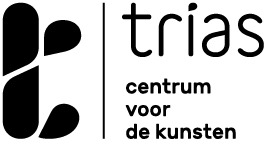 trias
centrum
voor
de kunsten